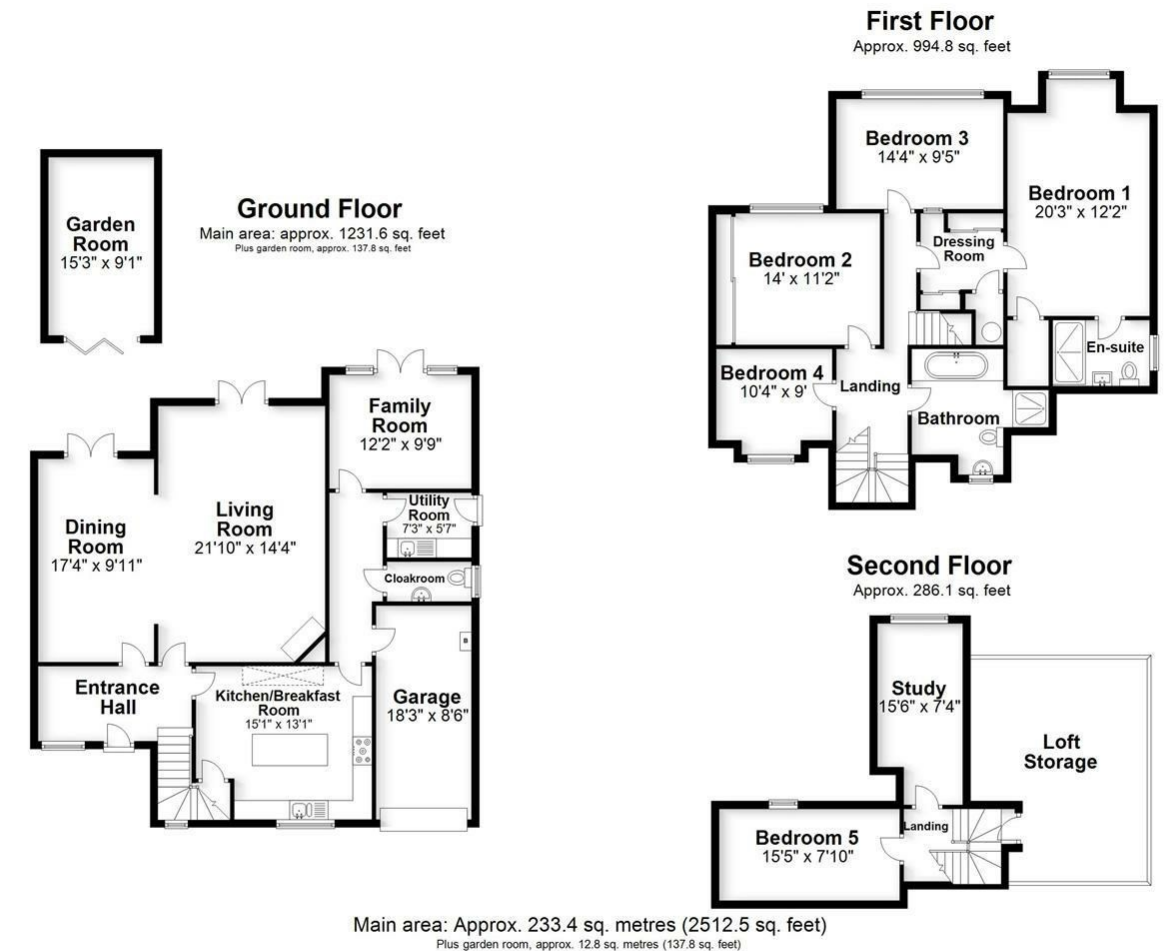 Ground Floor
Main area: approx. 1231.6 sq. feet
Plus garden room, approx. 137.8 sq. feet
Garden
Room
15'3" x 9'1"
Family
Room
12'2" x 9'9"
Living
Room
21'10" x 14'4"
Dining
Room
17'4" x 9'11"
Utility
Room
7'3" x 5'7"
Cloakroom
Entrance
Hall
Kitchen/Breakfast
Room
15'1" x 13'1"
Garage
18'3" x 8'6"
First Floor
Approx. 994.8 sq. feet
Bedroom 3
14'4" x 9'5"
Bedroom 1
20'3" x 12'2"
Dressing
Room
Bedroom 2
14' x 11'2"
En-suite
Bedroom 4
10'4" x 9'
Landing
Bathroom
Second Floor
Approx. 286.1 sq. feet
Study
15'6" x 7'4"
Loft
Storage
Landing
Bedroom 5
15'5" x 7'10"
Main area: Approx. 233.4 sq. metres (2512.5 sq. feet)
Plus garden room, approx. 12.8 sq. metres (137.8 sq. feet)